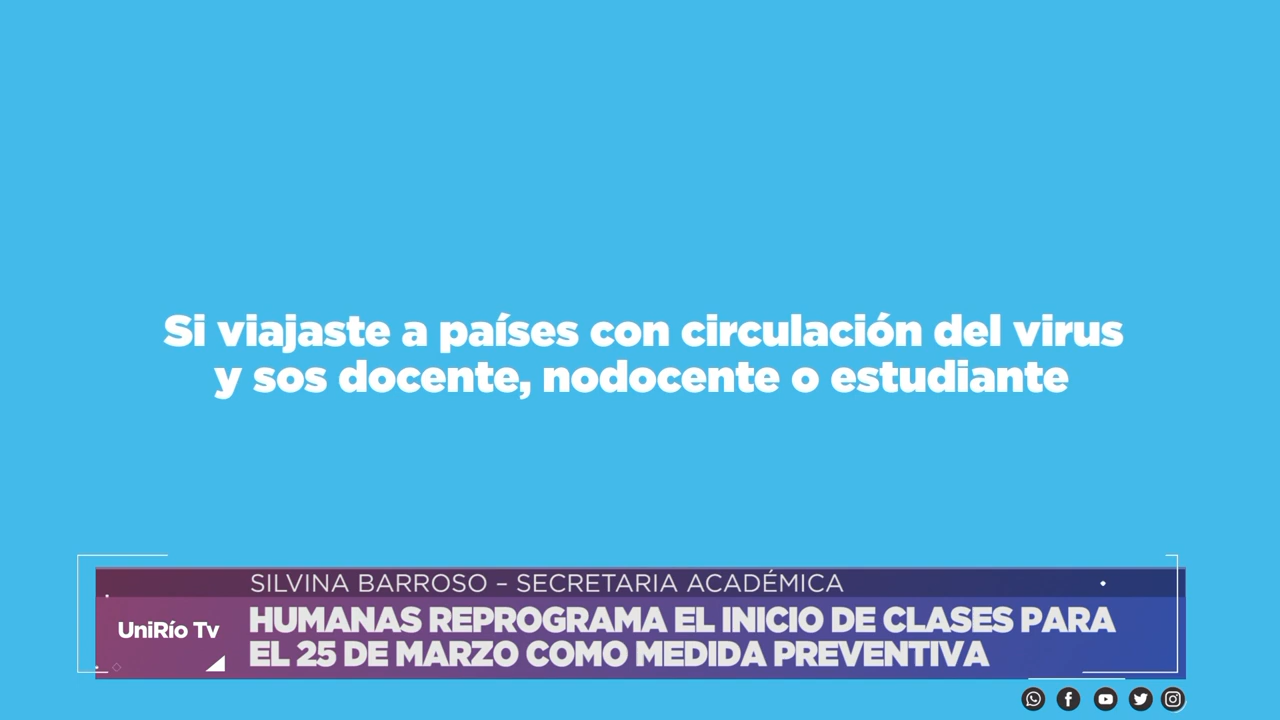 Si viajaste a países con circulación del virus
y sos docente, nodocente o estudiante
SILVINA BARROSO – SECRETARIA ACADÉMICA
UniRío Tv
HUMANAS REPROGRAMA EL INICIO DE CLASES PARA
EL 25 DE MARZO COMO MEDIDA PREVENTIVA